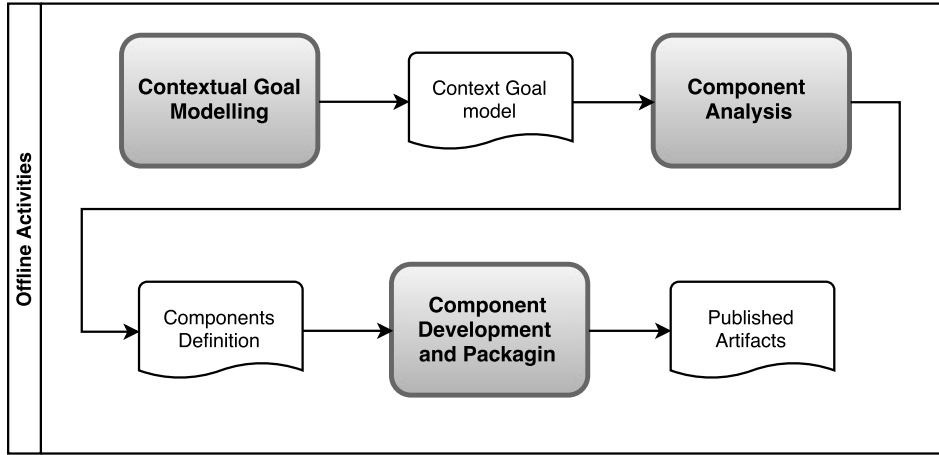 Offline Activities
Contextual Goal
Modelling
Context Goal
model
Component
Analysis
Components
Definition
Component
Development
and Packagin
Published
Artifacts